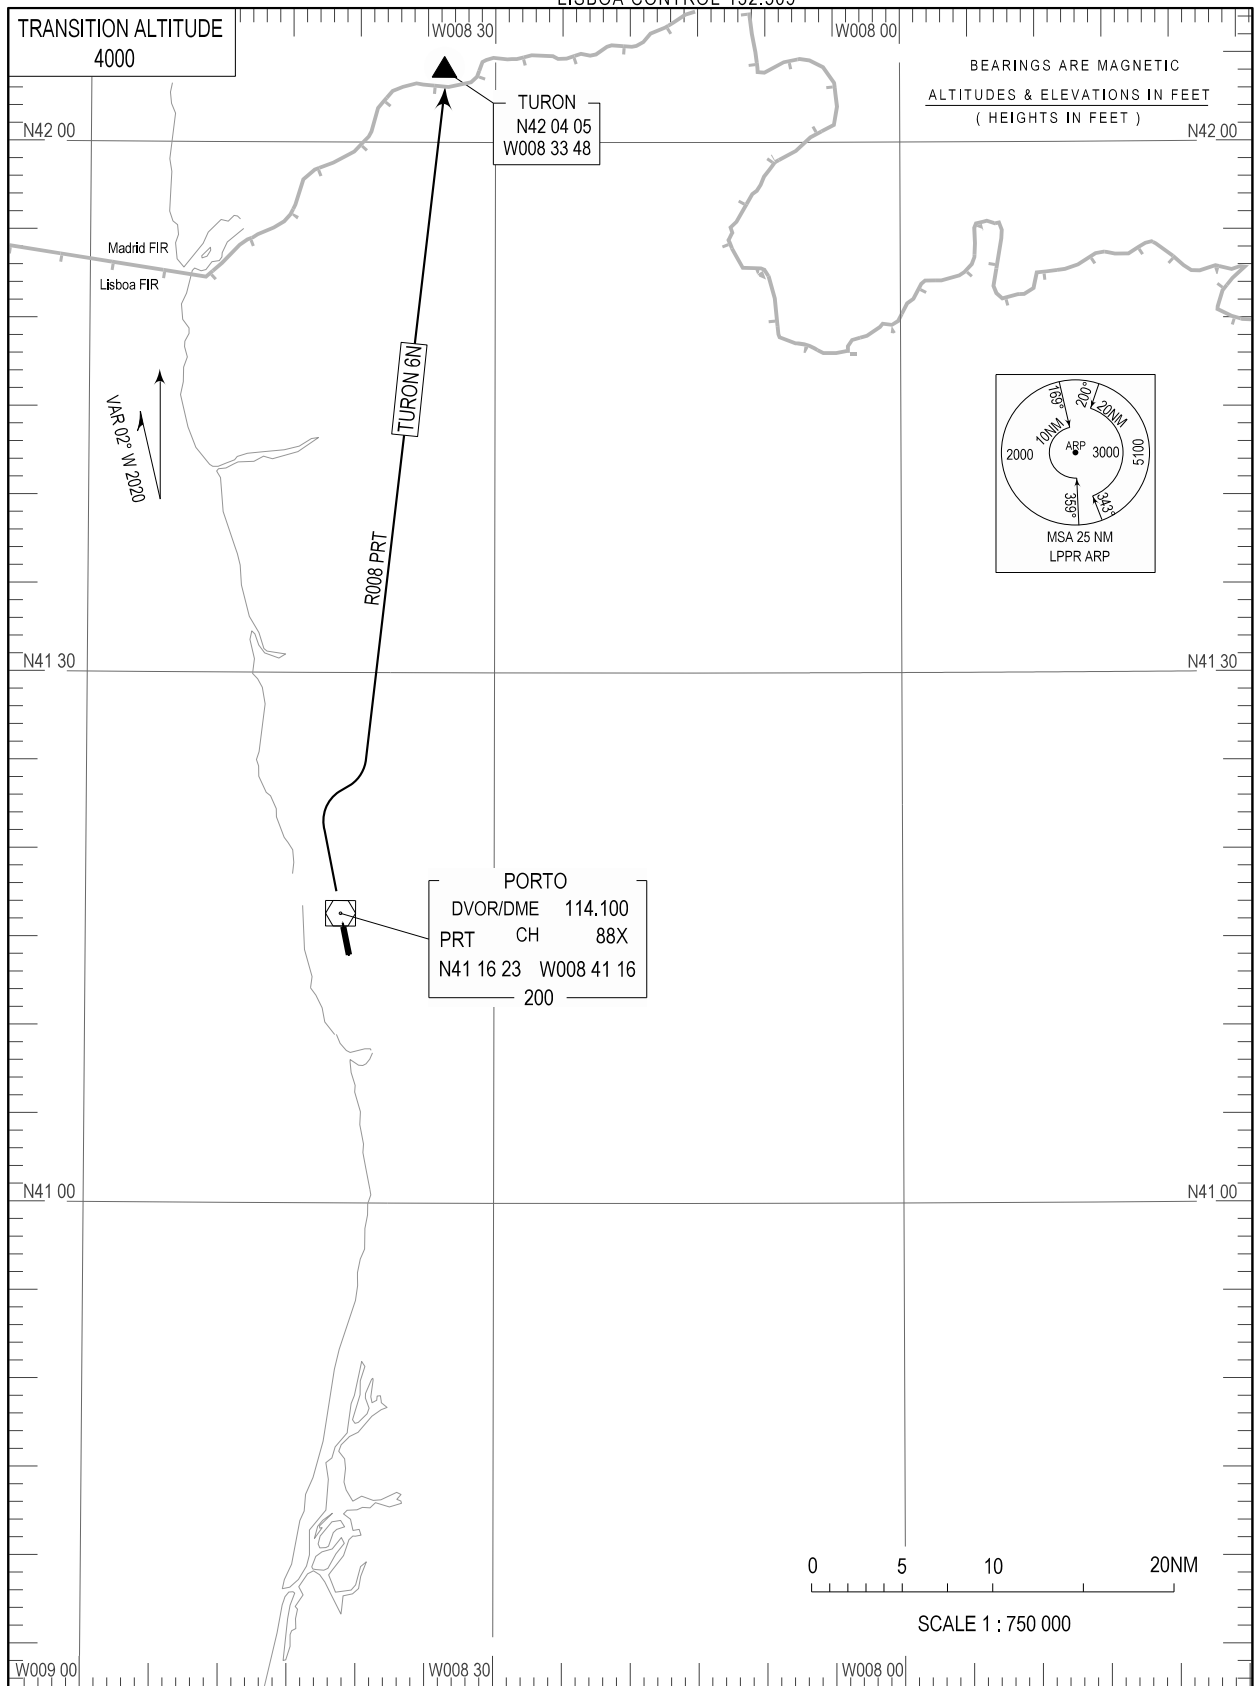 TRANSITION ALTITUDE
4000
W008 30
W008 00
BEARINGS ARE MAGNETIC
ALTITUDES & ELEVATIONS IN FEET
( HEIGHTS IN FEET )
TURON
N42 04 05
W008 33 48
N42 00
N42 00
Madrid FIR
Lisboa FIR
VAR 02° W 2020
TURON 6N
R008 PRT
169°
200°
20NM
10NM
ARP
2000
3000
5100
359°
343°
MSA 25 NM
LPPR ARP
N41 30
N41 30
PORTO
DVOR/DME 114.100
PRT CH 88X
N41 16 23 W008 41 16
200
N41 00
N41 00
0 5 10 20NM
SCALE 1 : 750 000
W009 00
W008 30
W008 00